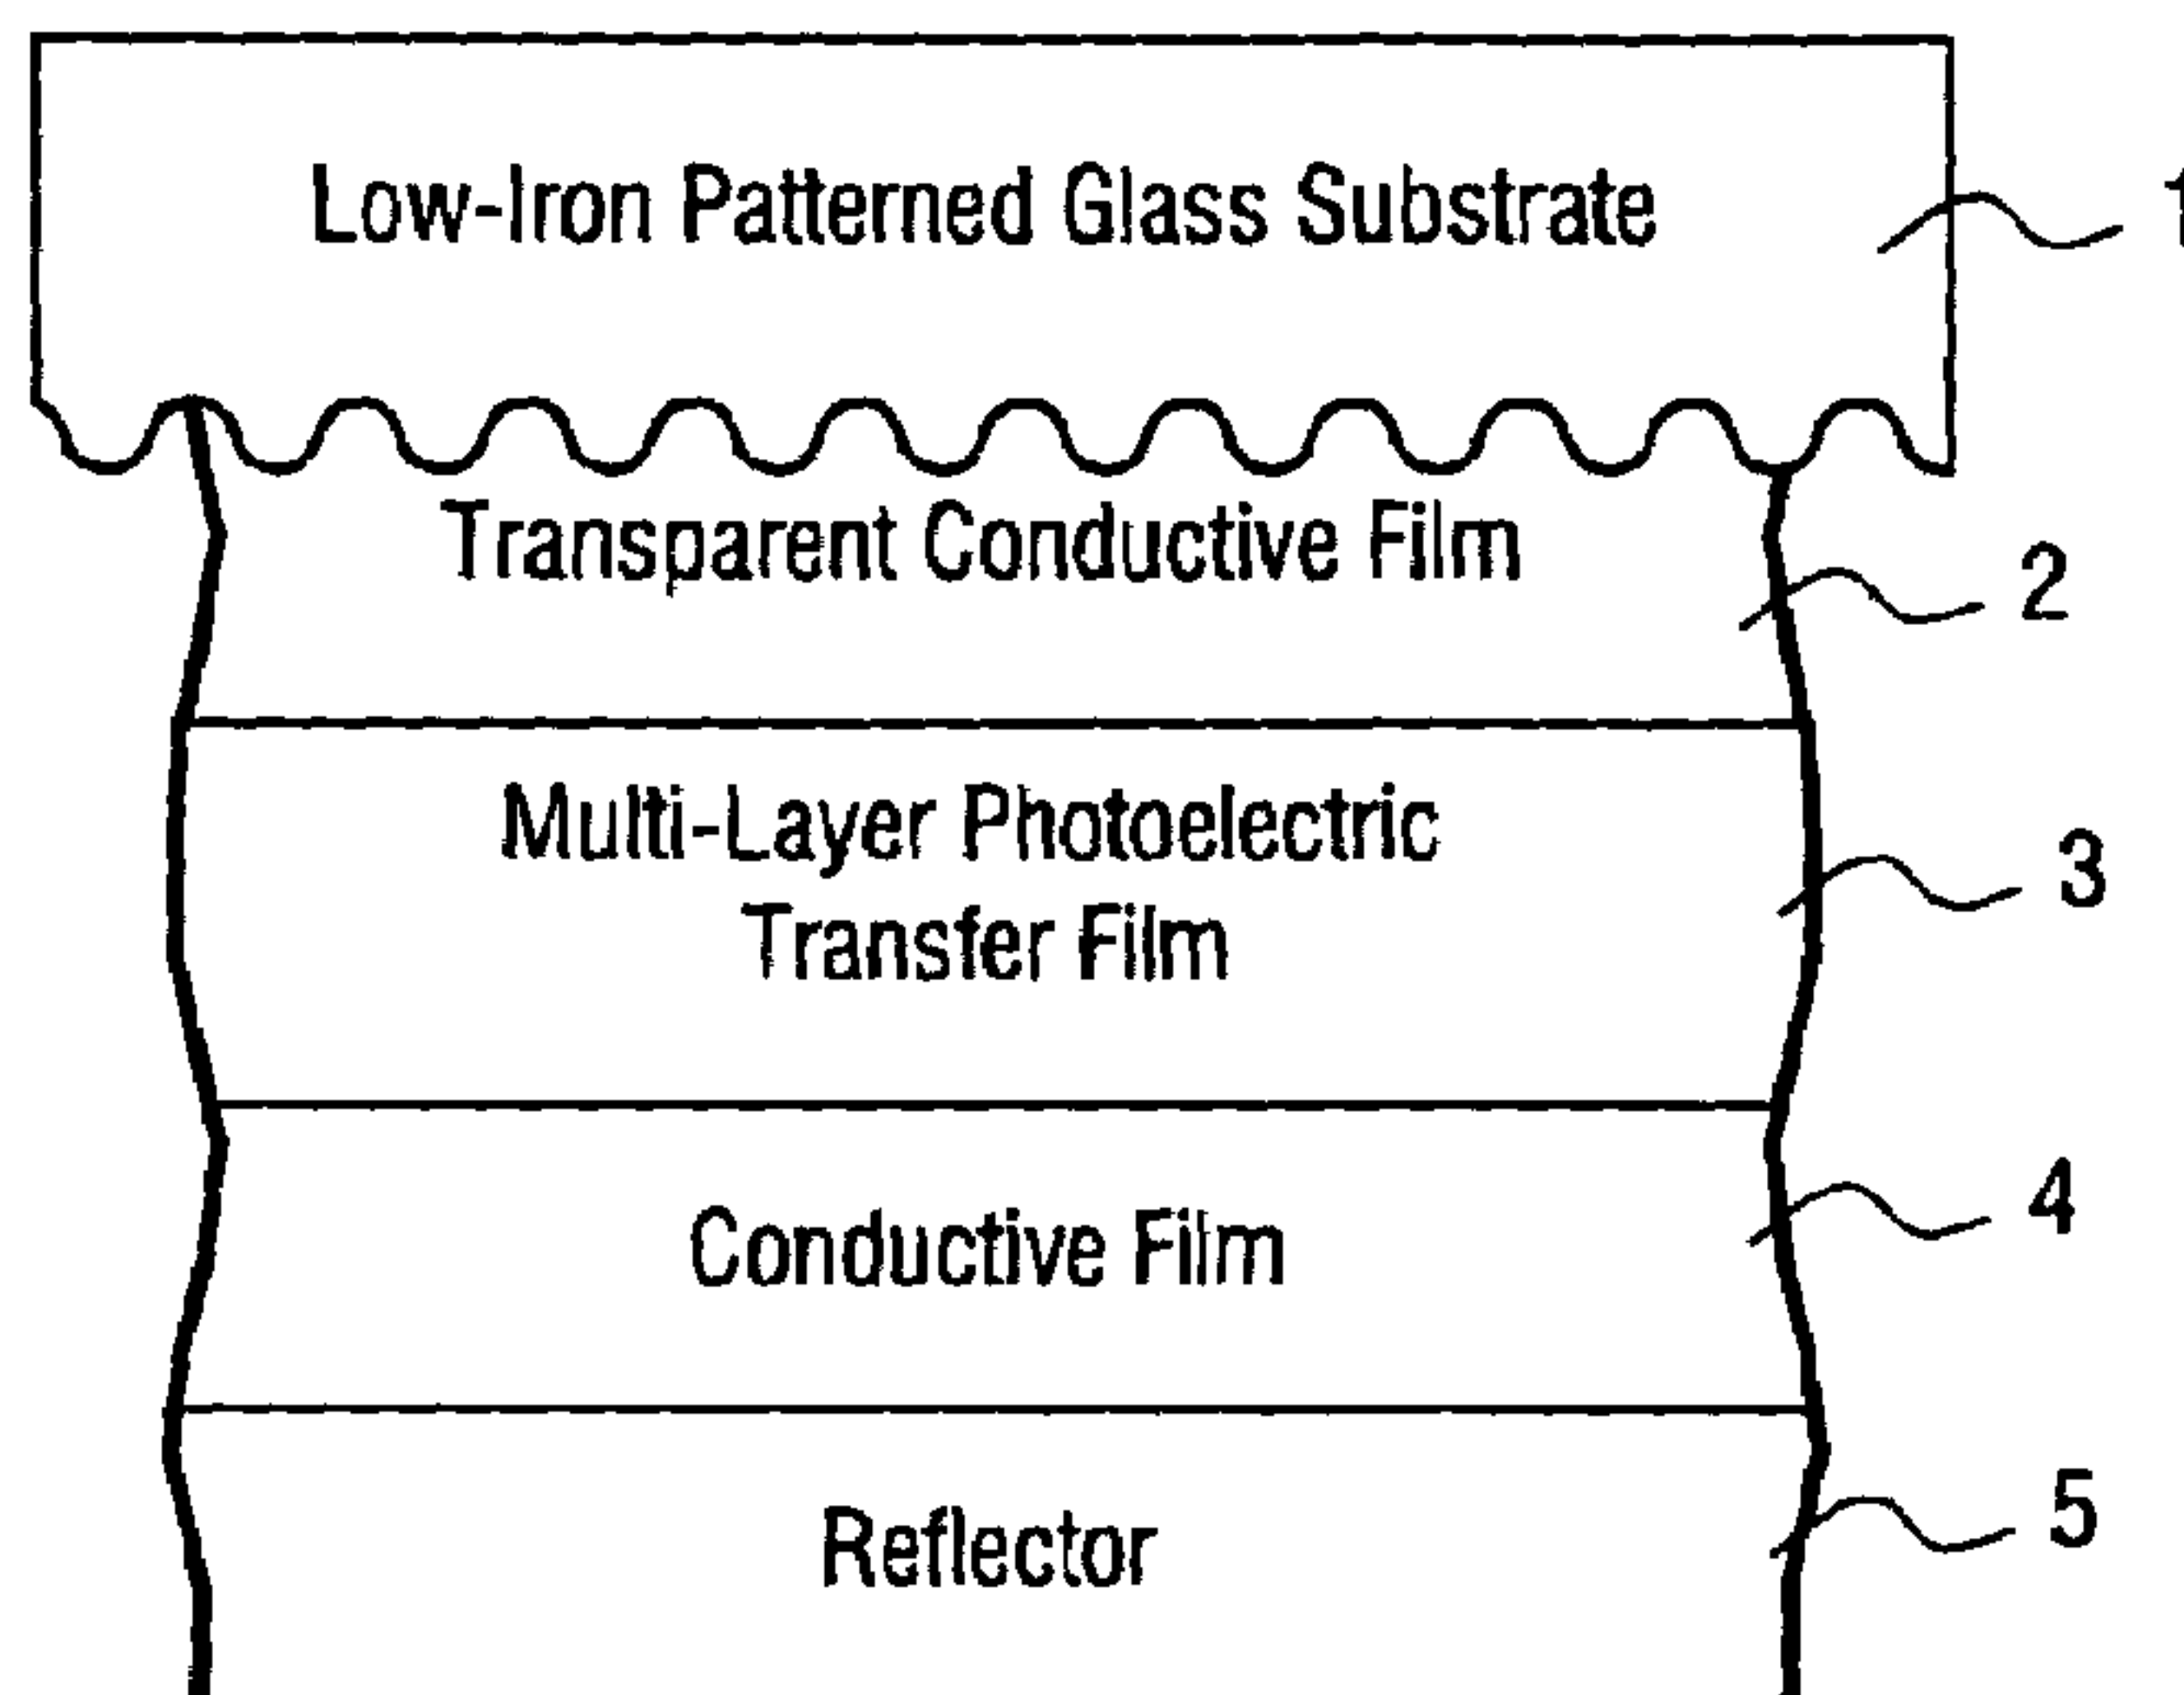 Low-Iron Patterned Glass Substrate
1
Transparent Conductive Film
2
Multi-Layer Photoelectric
Transfer Film
3
Conductive Film
4
Reflector
5